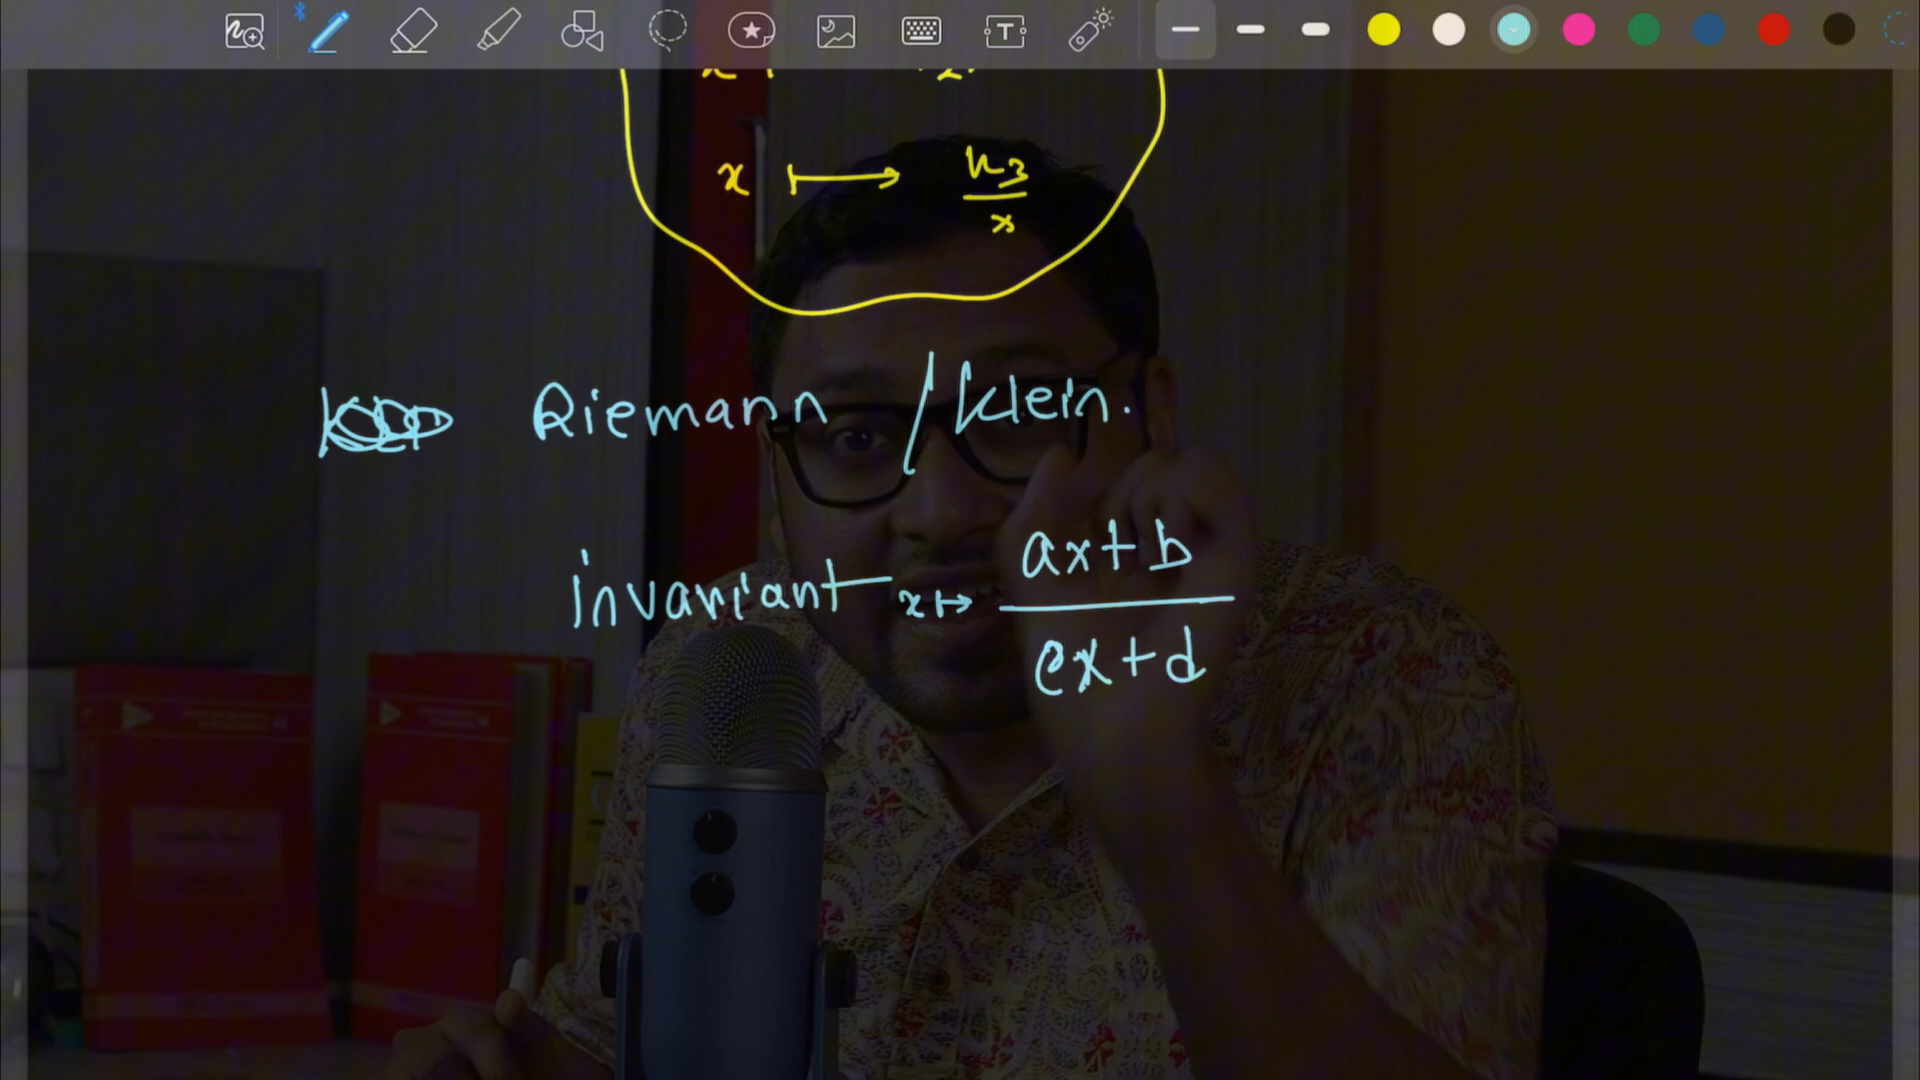 x ↦ k₃/x
Riemann / Klein.
invariant x ↦ (ax+b)/(cx+d)